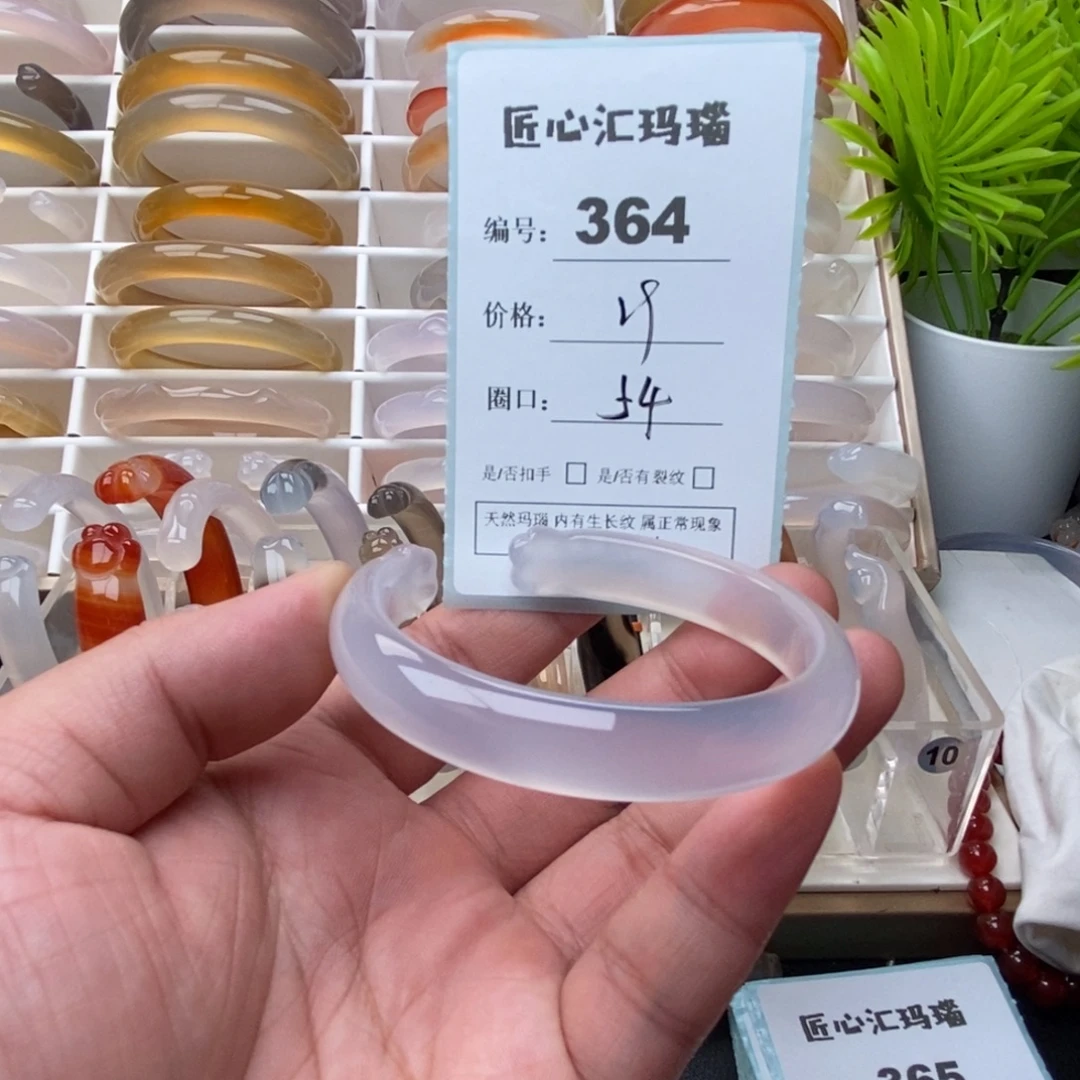 匠心汇玛瑙
编号: 364
价格:
圈口: 54
是/否扣手 □ 是/否有裂纹 □
天然玛瑙 内有生长纹 属正常现象
10
匠心汇玛瑙
365